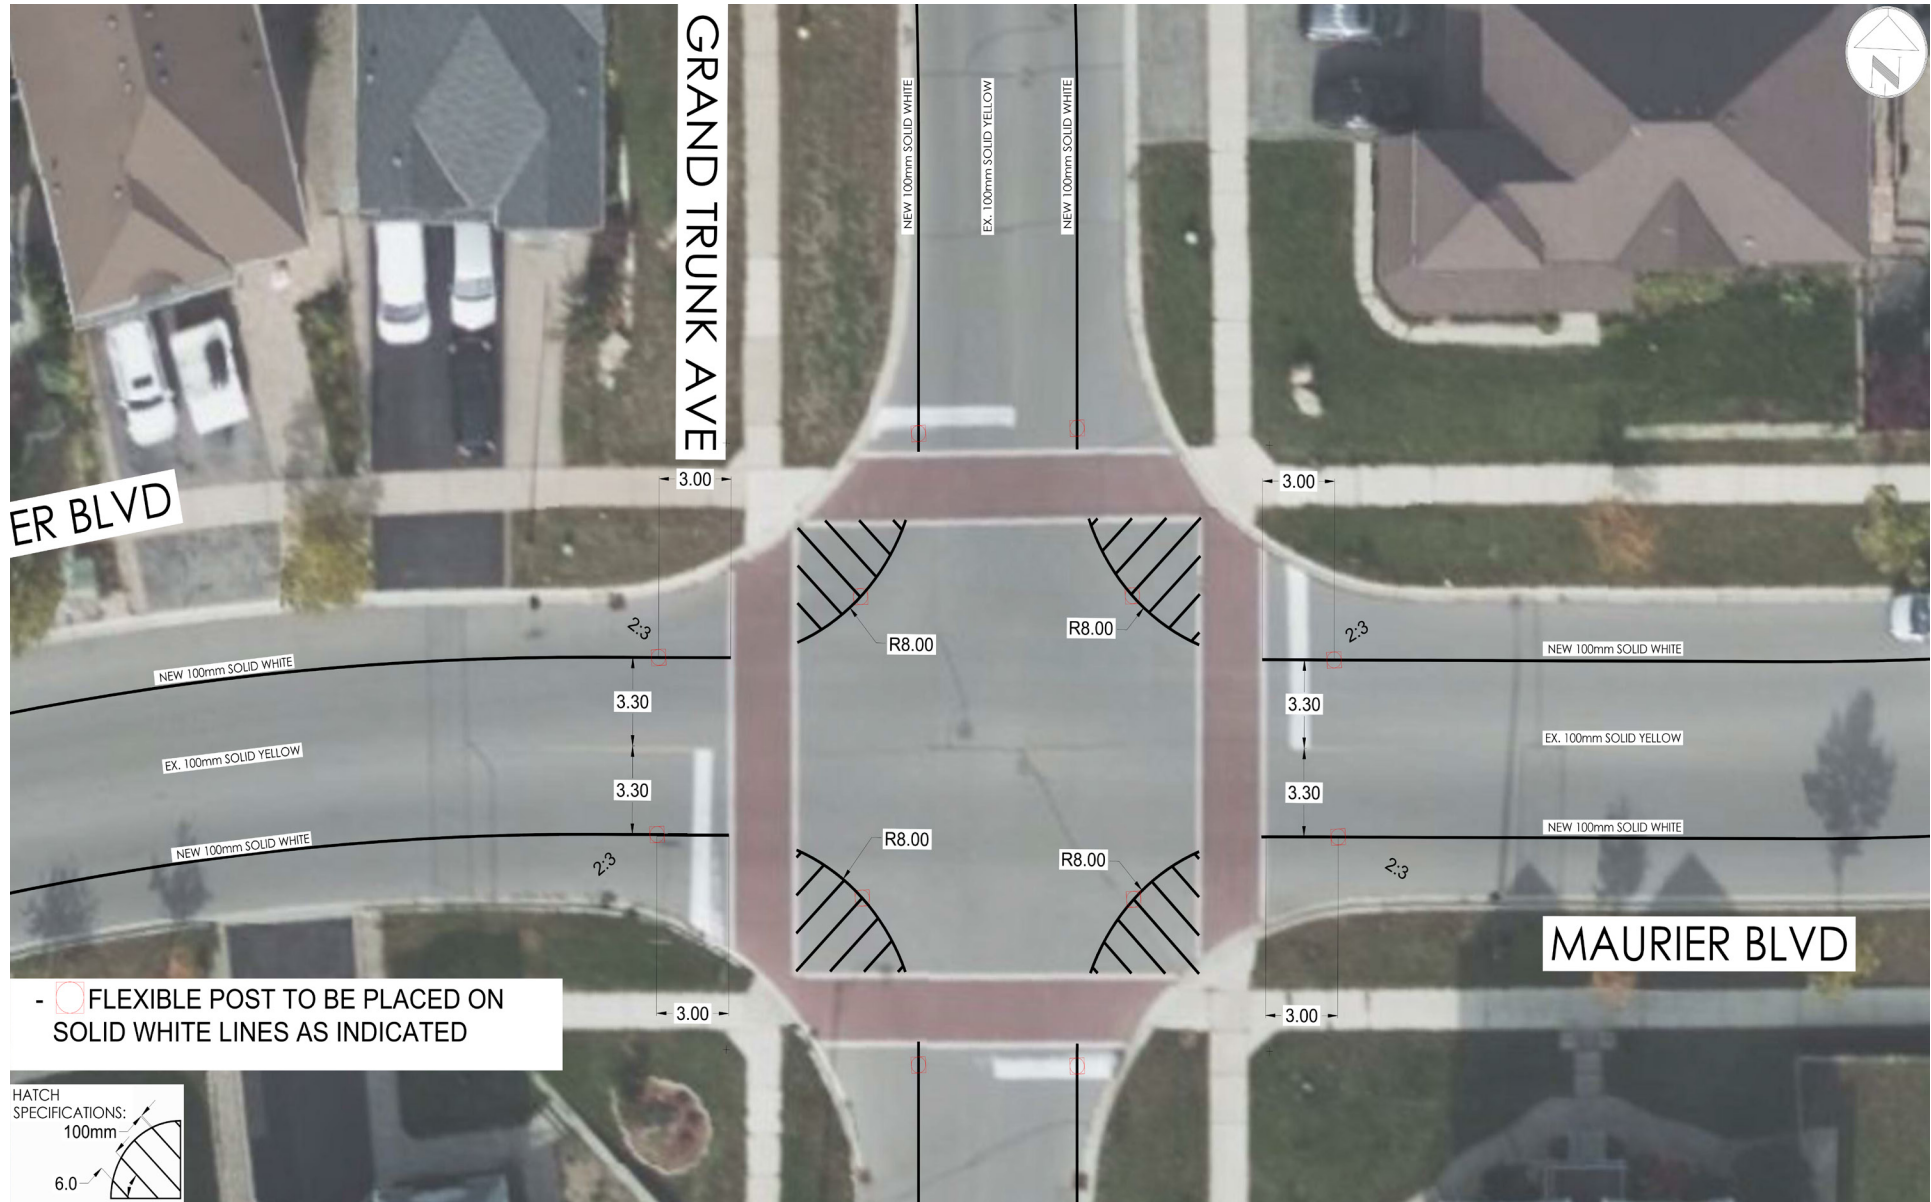 GRAND TRUNK AVE
NEW 100mm SOLID WHITE
EX. 100mm SOLID YELLOW
NEW 100mm SOLID WHITE
N
ER BLVD
3.00
3.00
2:3
R8.00
R8.00
2:3
NEW 100mm SOLID WHITE
NEW 100mm SOLID WHITE
3.30
3.30
EX. 100mm SOLID YELLOW
EX. 100mm SOLID YELLOW
3.30
3.30
NEW 100mm SOLID WHITE
NEW 100mm SOLID WHITE
2:3
R8.00
R8.00
2:3
MAURIER BLVD
- FLEXIBLE POST TO BE PLACED ON
SOLID WHITE LINES AS INDICATED
3.00
3.00
HATCH
SPECIFICATIONS:
100mm
6.0